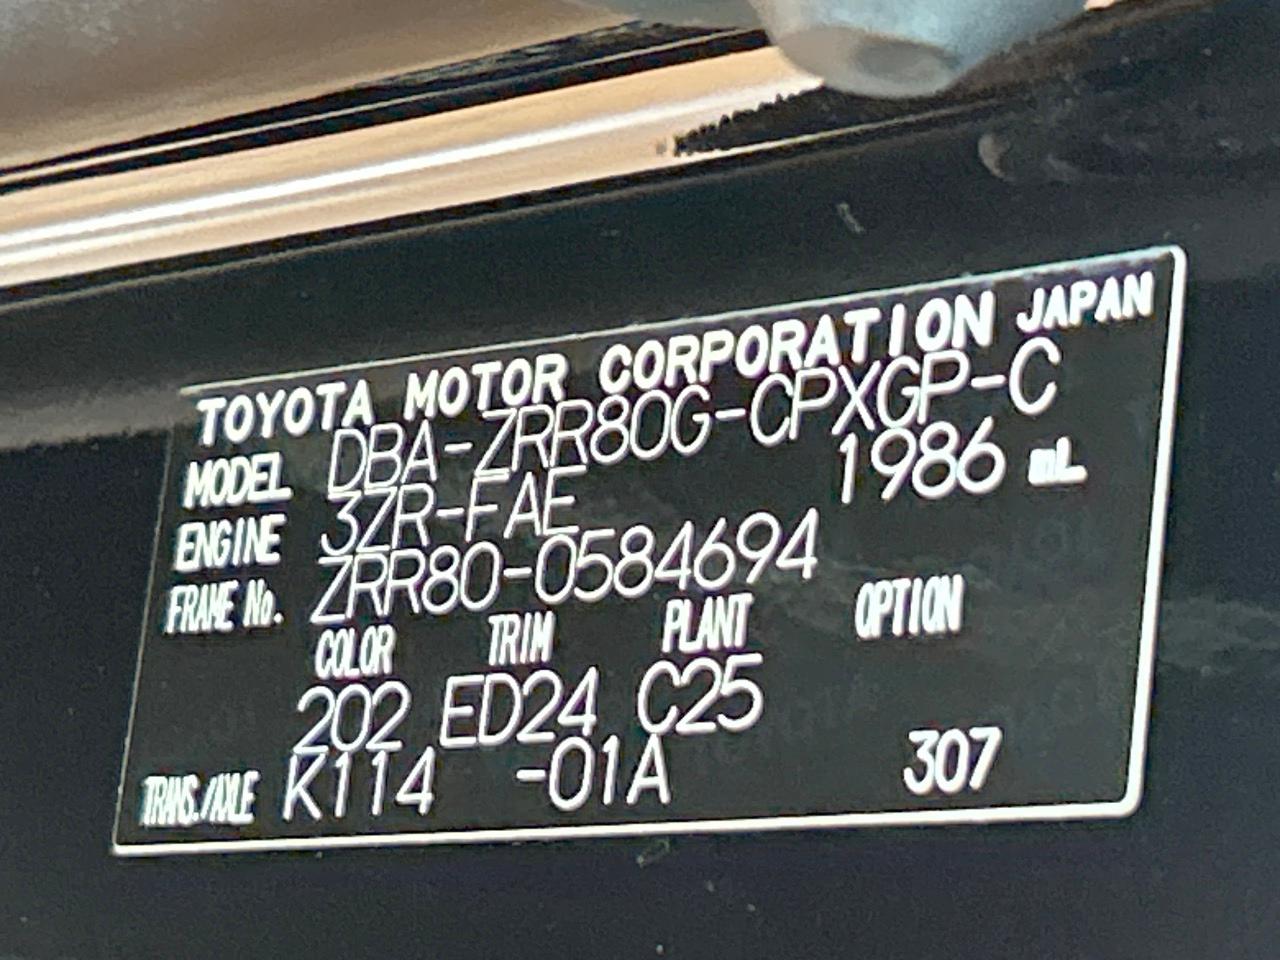 TOYOTA MOTOR CORPORATION JAPAN
MODEL DBA-ZRR80G-CPXGP-C
ENGINE 3ZR-FAE 1986 mL
FRAME No. ZRR80-0584694
COLOR TRIM PLANT OPTION
202 ED24 C25
TRANS./AXLE K114 -01A 307